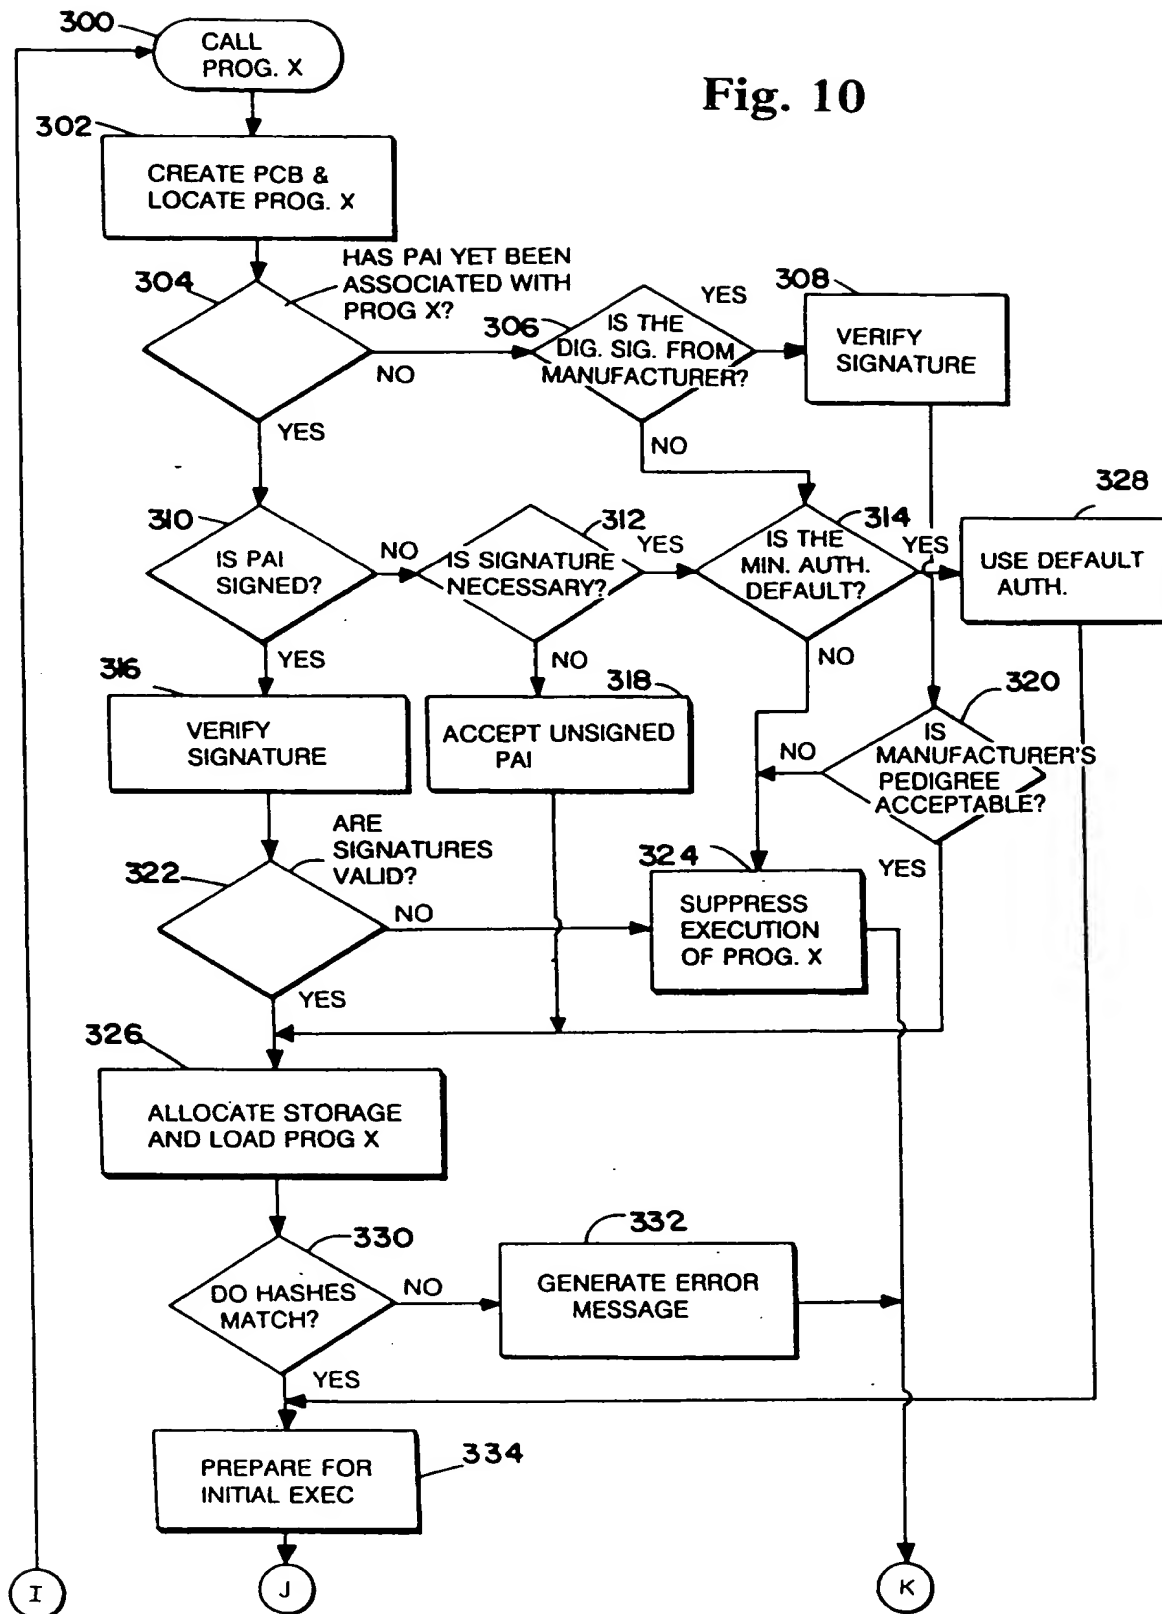 300
CALL
PROG. X
Fig. 10
302
CREATE PCB &
LOCATE PROG. X
304
HAS PAI YET BEEN
ASSOCIATED WITH
PROG X?
NO
YES
306
IS THE
DIG. SIG. FROM
MANUFACTURER?
YES
NO
308
VERIFY
SIGNATURE
310
IS PAI
SIGNED?
NO
YES
312
IS SIGNATURE
NECESSARY?
YES
NO
314
IS THE
MIN. AUTH.
DEFAULT?
YES
NO
328
USE DEFAULT
AUTH.
316
VERIFY
SIGNATURE
318
ACCEPT UNSIGNED
PAI
320
IS
MANUFACTURER'S
PEDIGREE
ACCEPTABLE?
NO
YES
322
ARE
SIGNATURES
VALID?
NO
YES
324
SUPPRESS
EXECUTION
OF PROG. X
326
ALLOCATE STORAGE
AND LOAD PROG X
330
DO HASHES
MATCH?
NO
YES
332
GENERATE ERROR
MESSAGE
334
PREPARE FOR
INITIAL EXEC
I
J
K